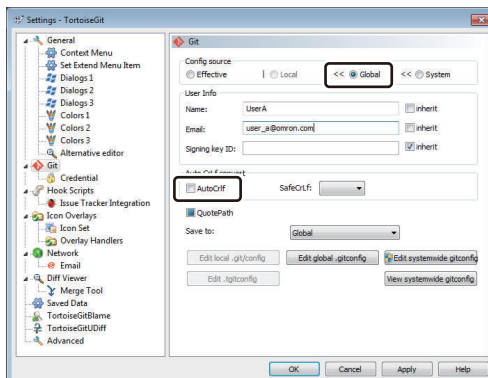 Settings - TortoiseGit
General
Context Menu
Set Extend Menu Item
Dialogs 1
Dialogs 2
Dialogs 3
Colors 1
Colors 2
Colors 3
Alternative editor
Git
Credential
Hook Scripts
Issue Tracker Integration
Icon Overlays
Icon Set
Overlay Handlers
Network
Email
Diff Viewer
Merge Tool
Saved Data
TortoiseGitBlame
TortoiseGitUDiff
Advanced
Git
Config source
Effective | Local << Global << System
User Info
Name: UserA inherit
Email: user_a@omron.com inherit
Signing key ID: inherit
Auto CrLf convert
AutoCrlf SafeCrLf:
QuotePath
Save to: Global
Edit local .git/config Edit global .gitconfig Edit systemwide gitconfig
Edit .tgitconfig View systemwide gitconfig
OK Cancel Apply Help